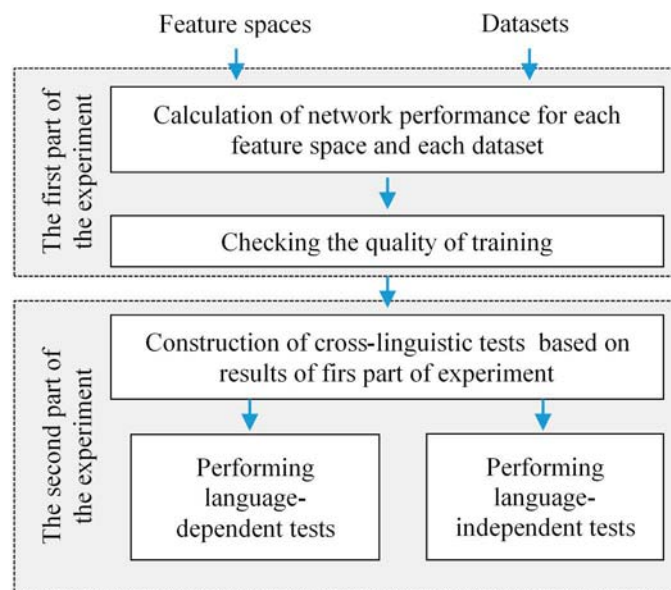 Feature spaces
Datasets
The first part of
the experiment
Calculation of network performance for each
feature space and each dataset
Checking the quality of training
The second part of
the experiment
Construction of cross-linguistic tests based on
results of firs part of experiment
Performing
language-
dependent tests
Performing
language-
independent tests